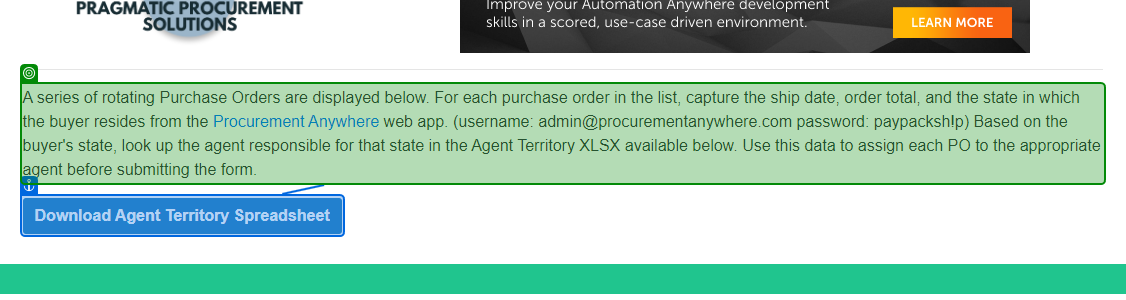 PRAGMATIC PROCUREMENT
SOLUTIONS
Improve your Automation Anywhere development
skills in a scored, use-case driven environment.
LEARN MORE
A series of rotating Purchase Orders are displayed below. For each purchase order in the list, capture the ship date, order total, and the state in which
the buyer resides from the Procurement Anywhere web app. (username: admin@procurementanywhere.com password: paypacksh!p) Based on the
buyer's state, look up the agent responsible for that state in the Agent Territory XLSX available below. Use this data to assign each PO to the appropriate
agent before submitting the form.
Download Agent Territory Spreadsheet